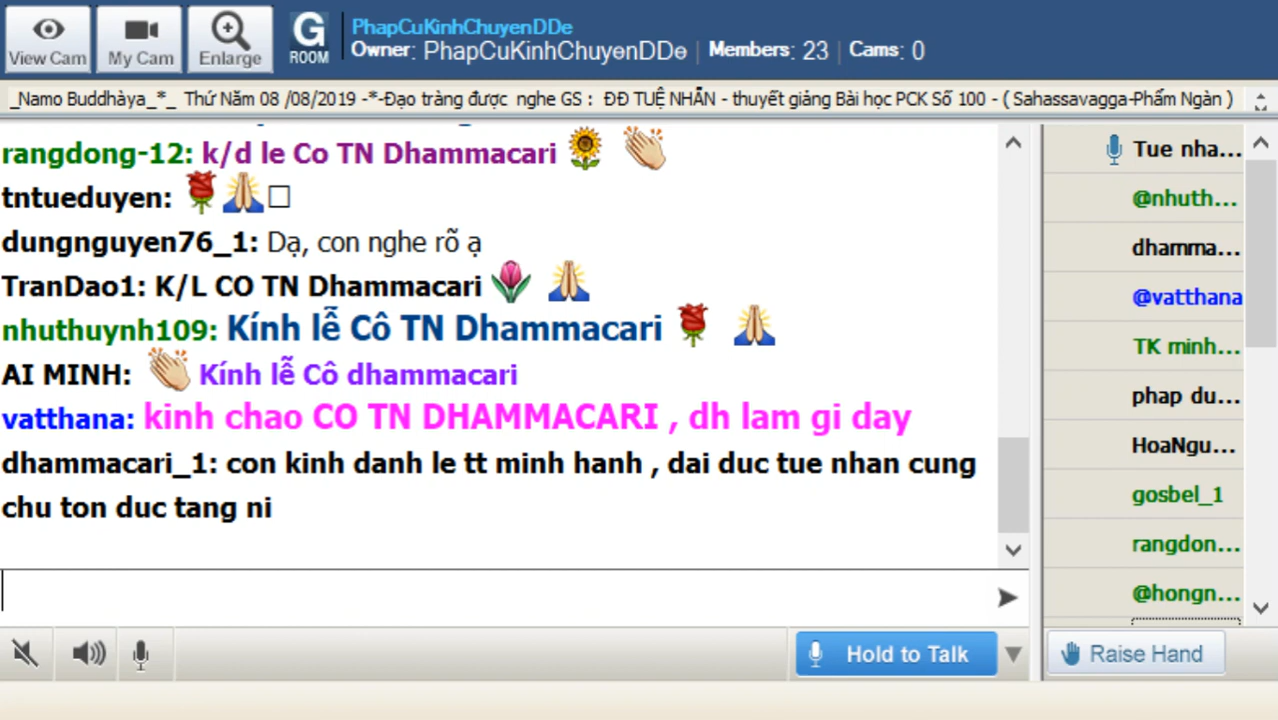 PhapCuKinhChuyenDDe
View Cam
My Cam
Enlarge
G ROOM
Owner: PhapCuKinhChuyenDDe | Members: 23 | Cams: 0
_Namo Buddhàya_*_ Thứ Năm 08 /08/2019 -*-Đạo tràng được nghe GS : ĐĐ TUỆ NHẪN - thuyết giảng Bài học PCK Số 100 - ( Sahassavagga-Phẩm Ngàn )
rangdong-12: k/d le Co TN Dhammacari
tntueduyen:
dungnguyen76_1: Dạ, con nghe rõ ạ
TranDao1: K/L CO TN Dhammacari
nhuthuynh109: Kính lễ Cô TN Dhammacari
AI MINH: Kính lễ Cô dhammacari
vatthana: kinh chao CO TN DHAMMACARI , dh lam gi day
dhammacari_1: con kinh danh le tt minh hanh , dai duc tue nhan cung
chu ton duc tang ni
Tue nha...
@nhuth...
dhamma...
@vatthana
TK minh...
phap du...
HoaNgu...
gosbel_1
rangdon...
@hongn...
Hold to Talk
Raise Hand